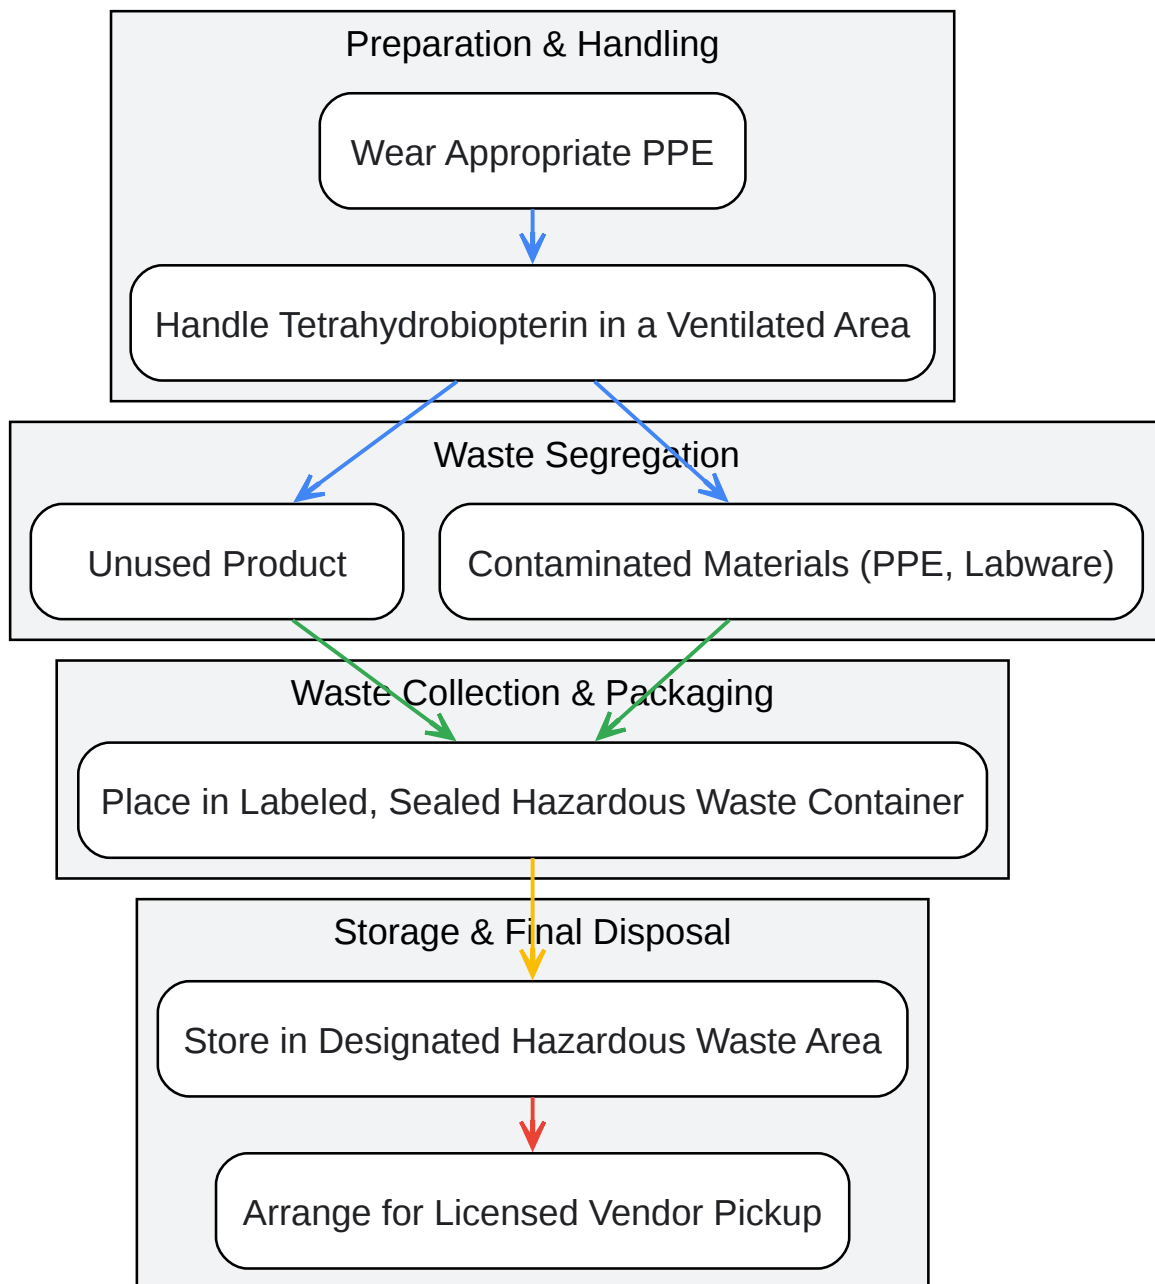 Preparation & Handling
Wear Appropriate PPE
Handle Tetrahydrobiopterin in a Ventilated Area
Waste Segregation
Unused Product
Contaminated Materials (PPE, Labware)
Waste Collection & Packaging
Place in Labeled, Sealed Hazardous Waste Container
Storage & Final Disposal
Store in Designated Hazardous Waste Area
Arrange for Licensed Vendor Pickup